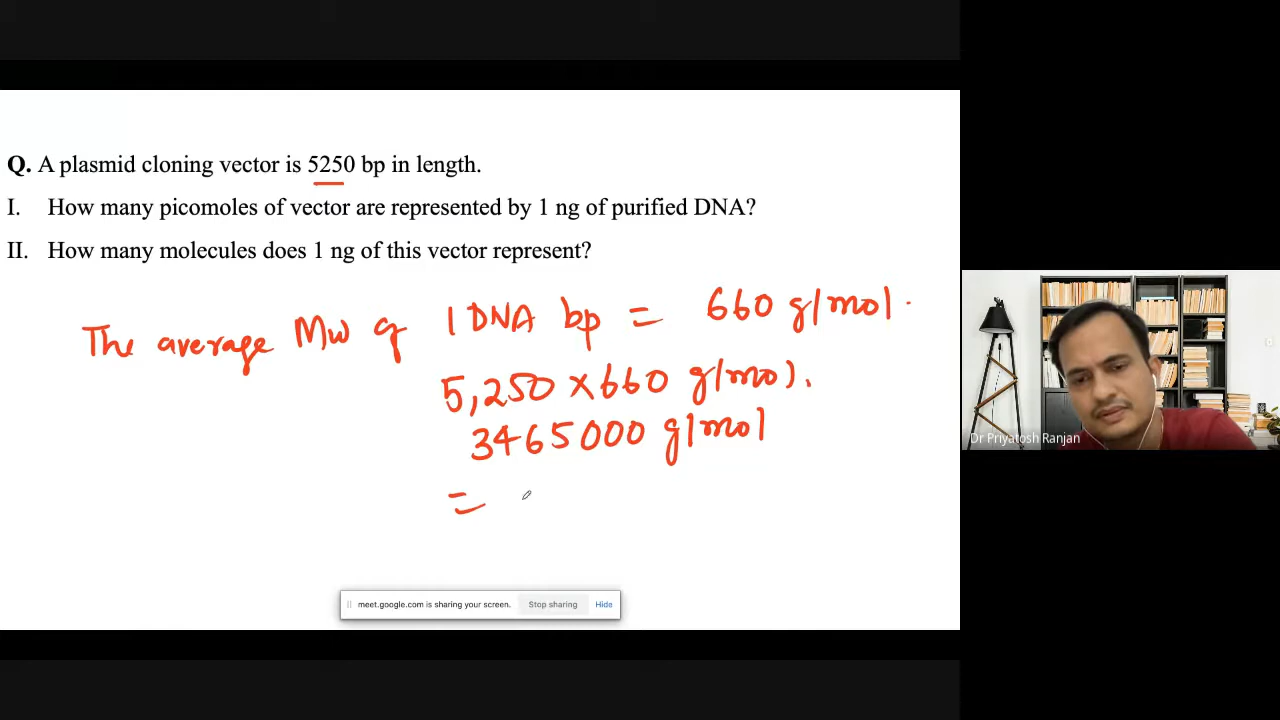 Q. A plasmid cloning vector is 5250 bp in length.
I. How many picomoles of vector are represented by 1 ng of purified DNA?
II. How many molecules does 1 ng of this vector represent?
The average Mw of 1 DNA bp = 660 g/mol.
5,250 × 660 g/mol.
3465000 g/mol
=
Dr Priyatosh Ranjan
meet.google.com is sharing your screen. Stop sharing Hide